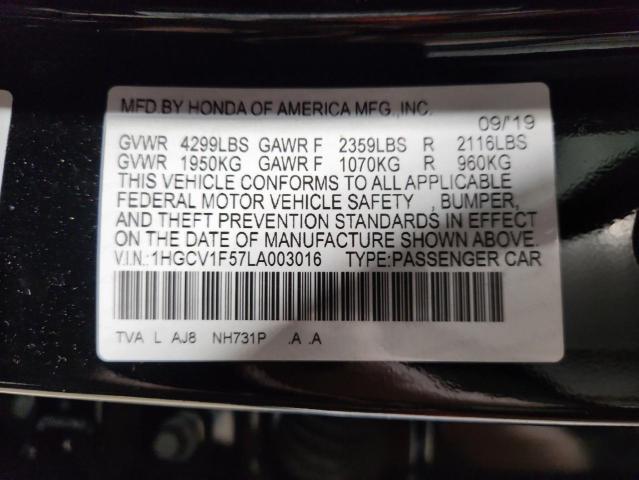 MFD BY HONDA OF AMERICA MFG.,INC.
09/'19
GVWR 4299LBS GAWR F 2359LBS R 2116LBS
GVWR 1950KG GAWR F 1070KG R 960KG
THIS VEHICLE CONFORMS TO ALL APPLICABLE
FEDERAL MOTOR VEHICLE SAFETY , BUMPER,
AND THEFT PREVENTION STANDARDS IN EFFECT
ON THE DATE OF MANUFACTURE SHOWN ABOVE.
V.I.N.:1HGCV1F57LA003016 TYPE:PASSENGER CAR
TVA L AJ8 NH731P .A .A